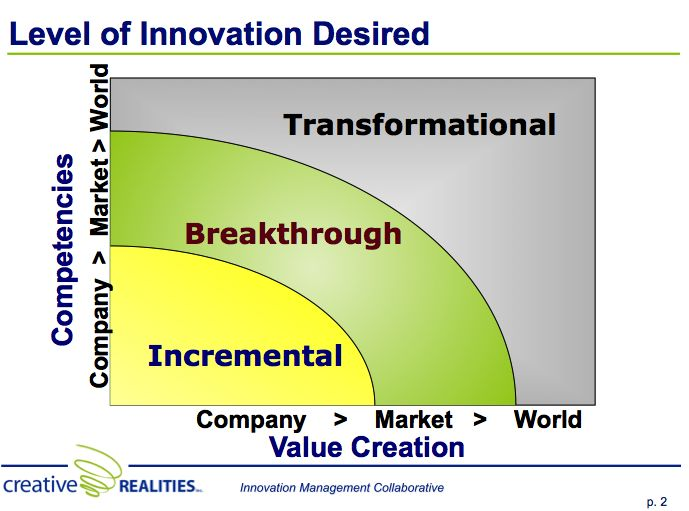 Level of Innovation Desired
Competencies
Company > Market > World
Transformational
Breakthrough
Incremental
Company > Market > World
Value Creation
creative REALITIES INC.
Innovation Management Collaborative
p. 2